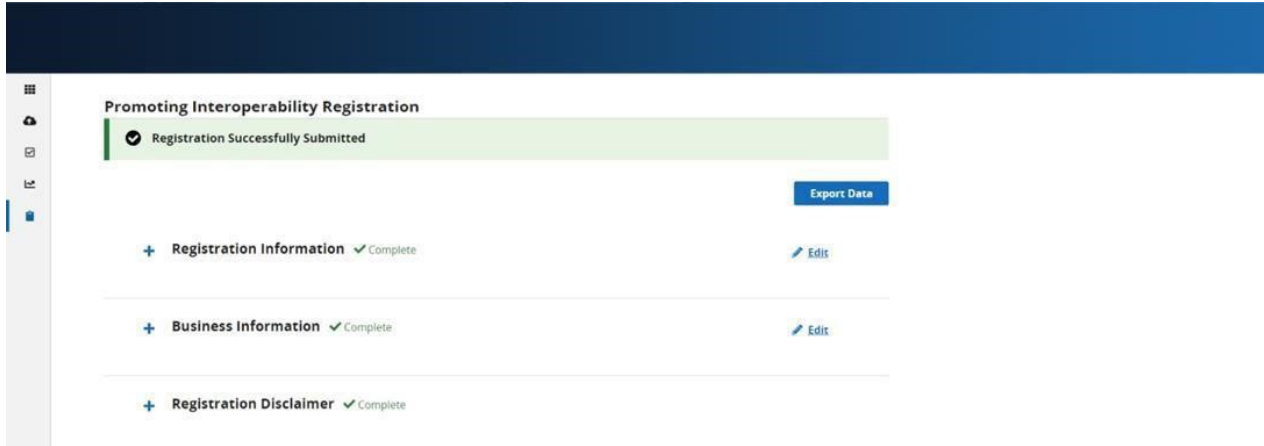 Promoting Interoperability Registration
Registration Successfully Submitted
Export Data
Registration Information Complete
Edit
Business Information Complete
Edit
Registration Disclaimer Complete